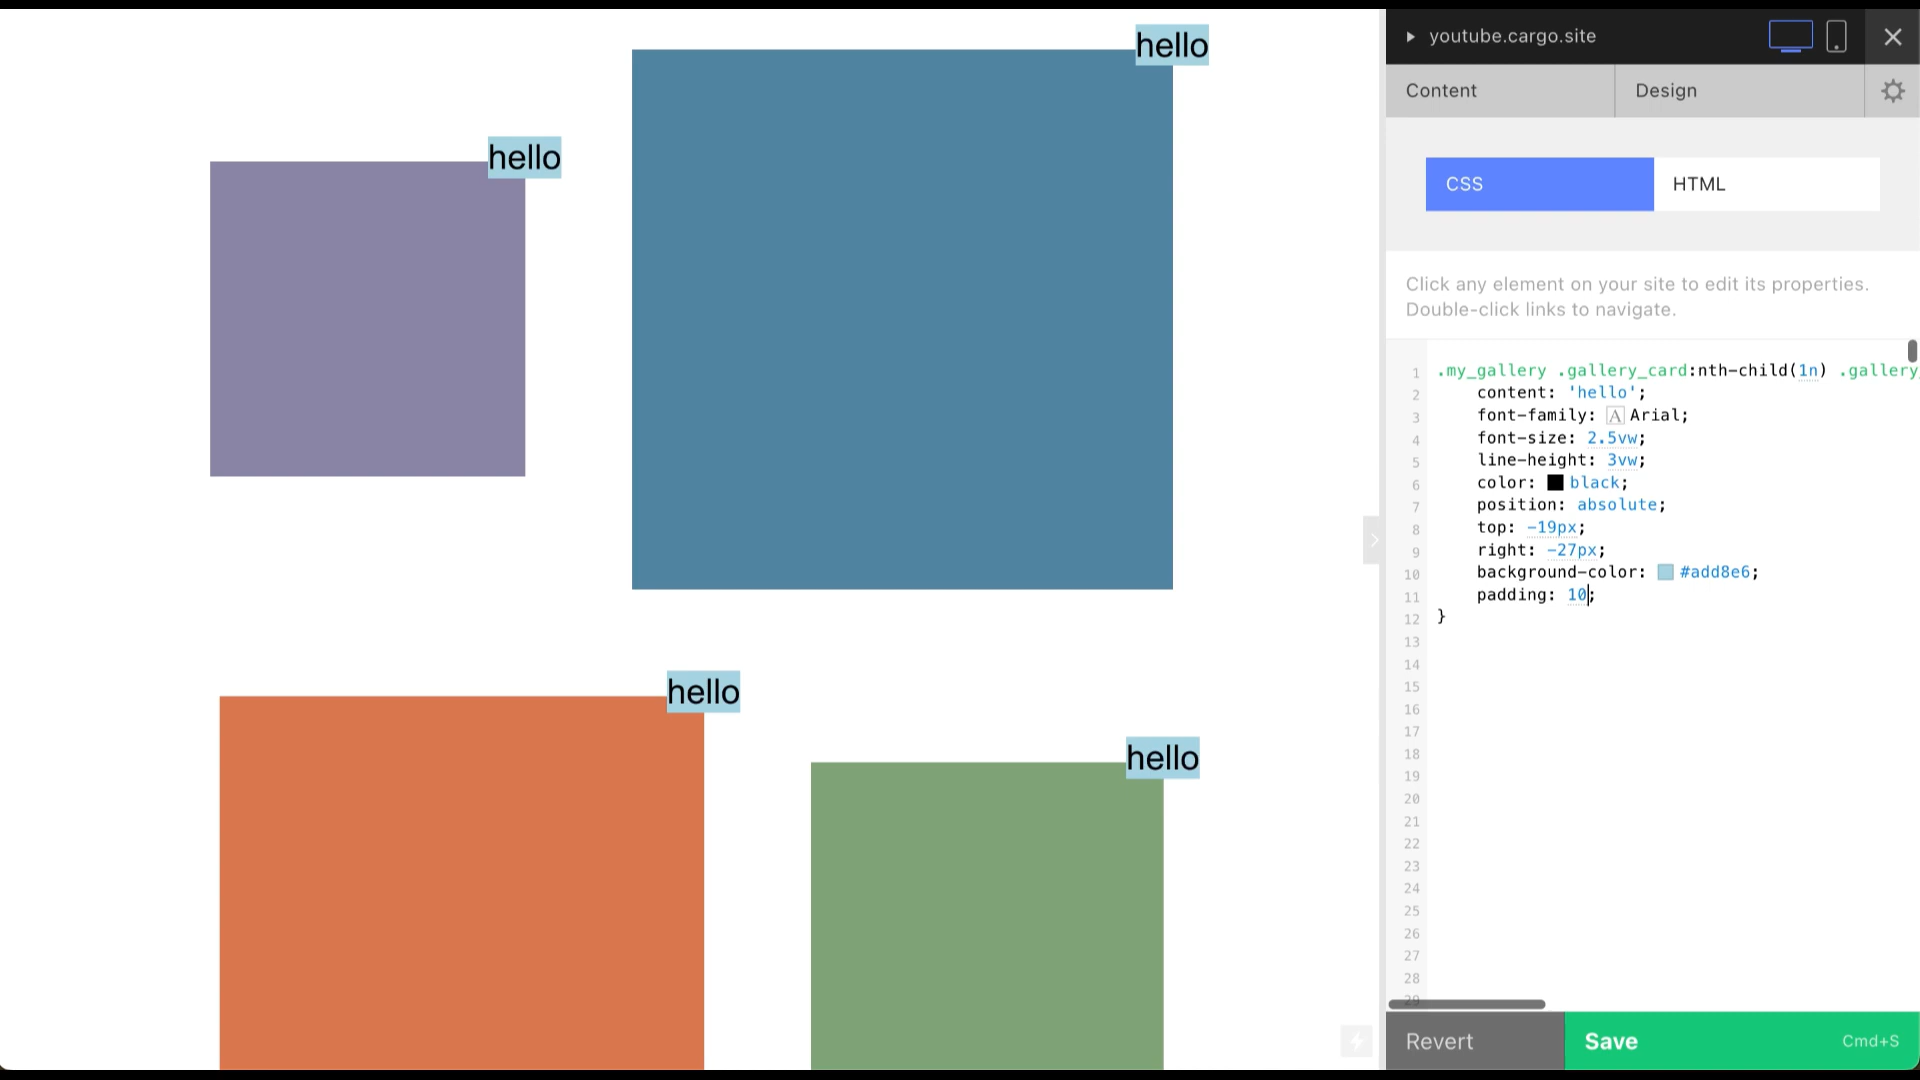 hello
hello
hello
hello
youtube.cargo.site
Content
Design
CSS
HTML
Click any element on your site to edit its properties.
Double-click links to navigate.
1 .my_gallery .gallery_card:nth-child(1n) .gallery_
2 content: 'hello';
3 font-family: A Arial;
4 font-size: 2.5vw;
5 line-height: 3vw;
6 color: black;
7 position: absolute;
8 top: -19px;
9 right: -27px;
10 background-color: #add8e6;
11 padding: 10;
12 }
13
14
15
16
17
18
19
20
21
22
23
24
25
26
27
28
29
Revert
Save
Cmd+S